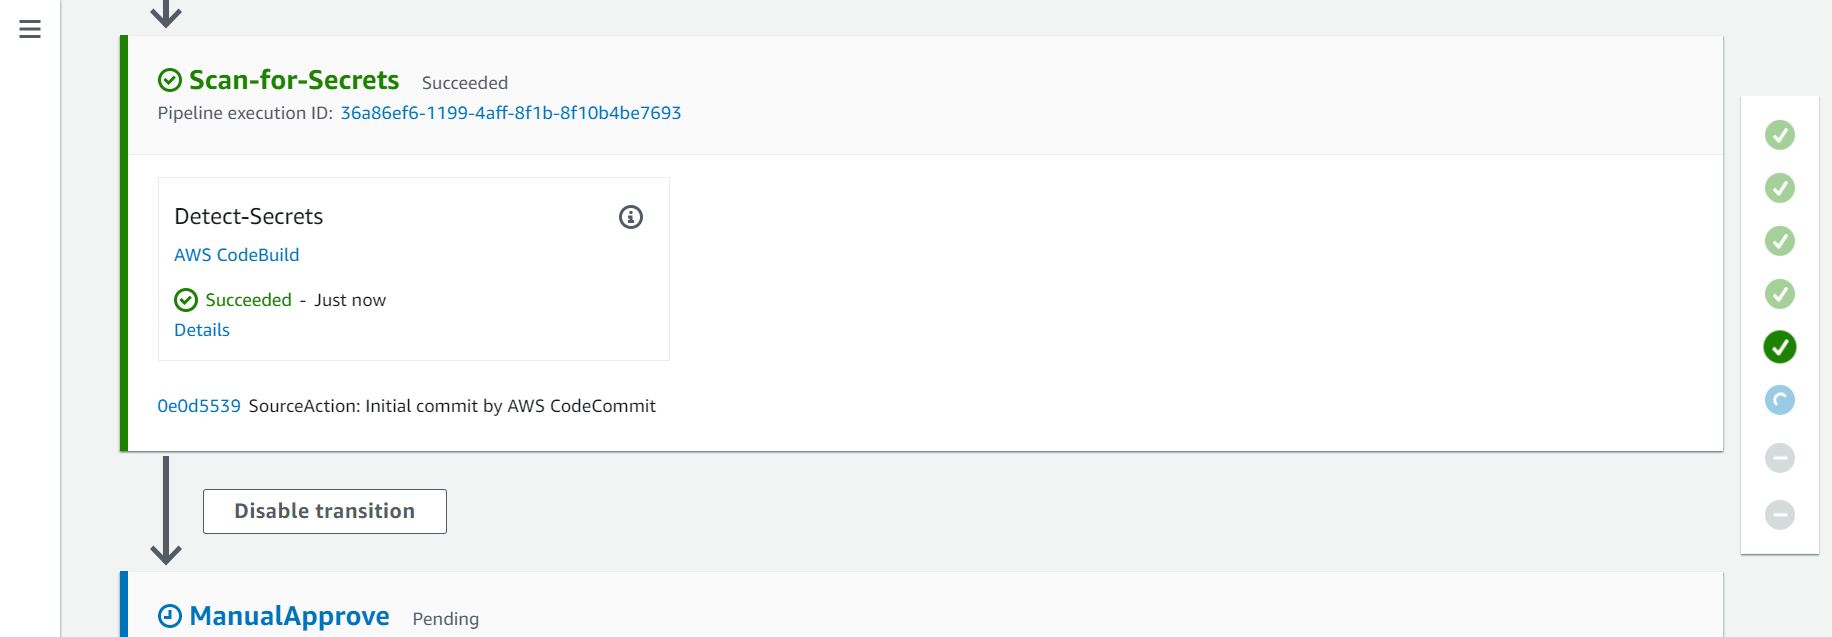 Scan-for-Secrets Succeeded
Pipeline execution ID: 36a86ef6-1199-4aff-8f1b-8f10b4be7693
Detect-Secrets
AWS CodeBuild
Succeeded - Just now
Details
0e0d5539 SourceAction: Initial commit by AWS CodeCommit
Disable transition
ManualApprove Pending